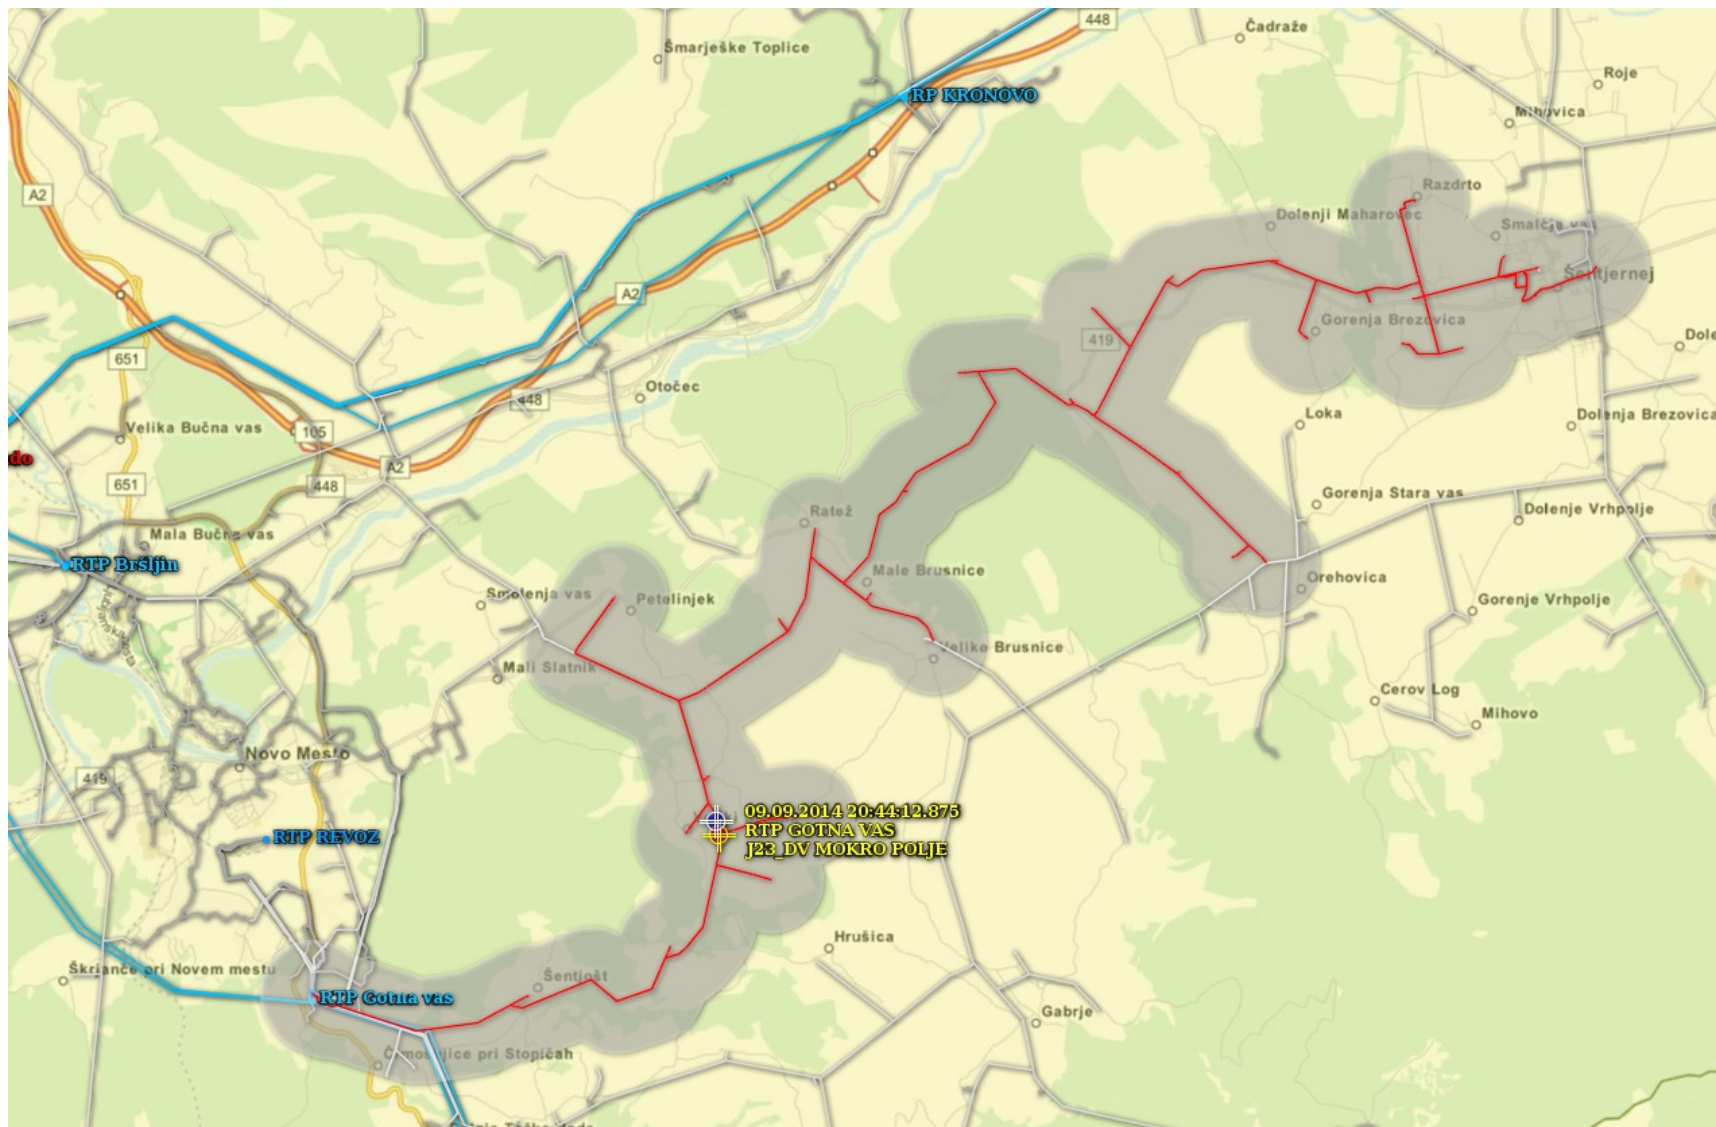 448
Čadraže
Šmarješke Toplice
Roje
RP KRONOVO
Mihovica
A2
Razdrto
Dolenji Maharovec
Smalčja vas
Šentjernej
A2
Gorenja Brezovica
419
Dole
651
Otočec
448
Loka
Dolenja Brezovica
Velika Bučna vas
105
do
A2
651
448
Gorenja Stara vas
Ratež
Dolenje Vrhpolje
Mala Bučna vas
RTP Bršljin
Male Brusnice
Orehovica
Smolenja vas
Petelinjek
Gorenje Vrhpolje
Velike Brusnice
Mali Slatnik
Cerov Log
Mihovo
Novo Mesto
419
09.09.2014 20:44:12.875
RTP GOTNA VAS
J23_DV MOKRO POLJE
RTP REVOZ
Hrušica
Škrjanče pri Novem mestu
Šentjošt
RTP Gotna vas
Gabrje
Črmošnjice pri Stopičah